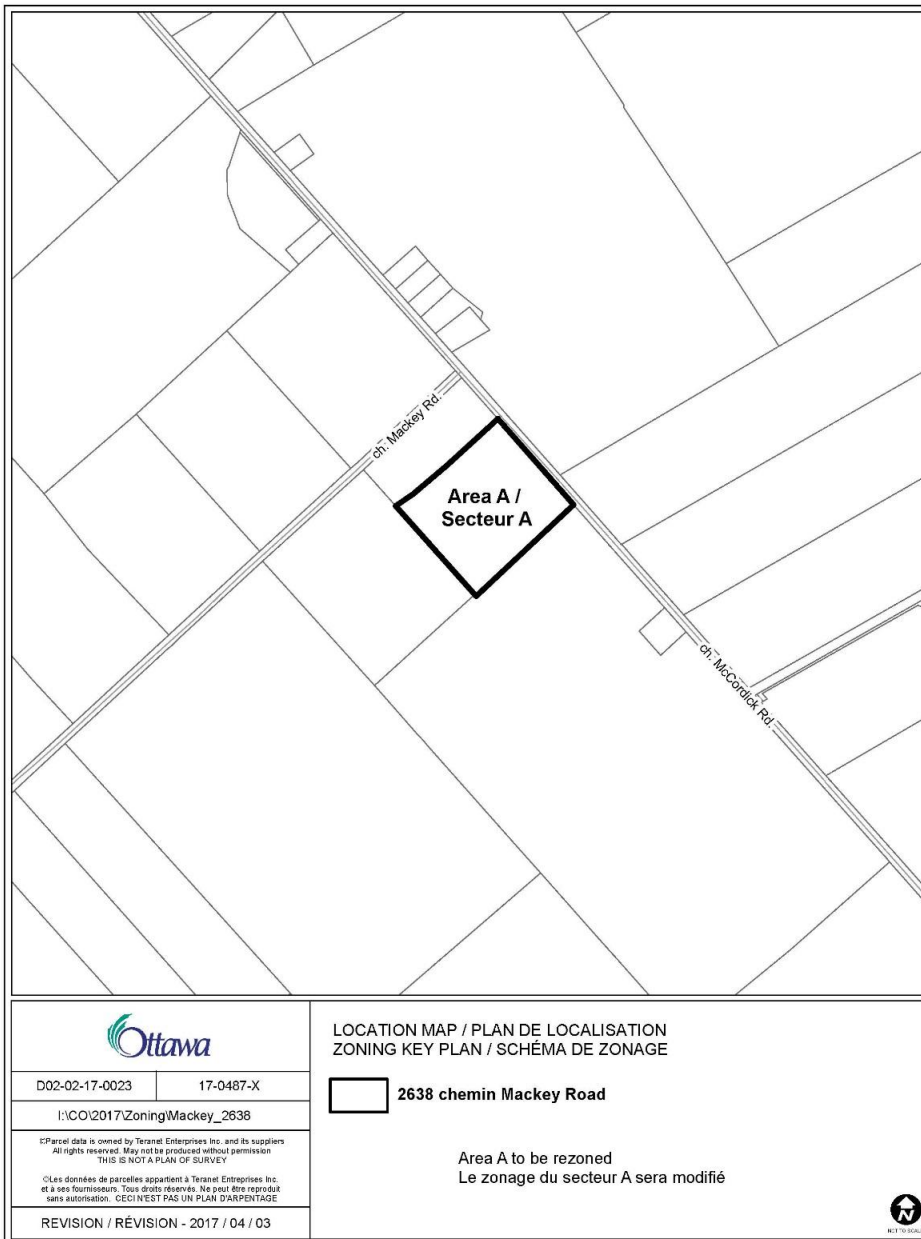 ch. Mackey Rd.
Area A /
Secteur A
ch. McCordick Rd.
Ottawa
D02-02-17-0023
17-0487-X
I:\CO\2017\Zoning\Mackey_2638
©Parcel data is owned by Teranet Enterprises Inc. and its suppliers
All rights reserved. May not be produced without permission
THIS IS NOT A PLAN OF SURVEY
©Les données de parcelles appartient à Teranet Enterprises Inc.
et à ses fournisseurs. Tous droits réservés. Ne peut être reproduit
sans autorisation. CECI N'EST PAS UN PLAN D'ARPENTAGE
REVISION / RÉVISION - 2017 / 04 / 03
LOCATION MAP / PLAN DE LOCALISATION
ZONING KEY PLAN / SCHÉMA DE ZONAGE
2638 chemin Mackey Road
Area A to be rezoned
Le zonage du secteur A sera modifié
N
NOT TO SCALE